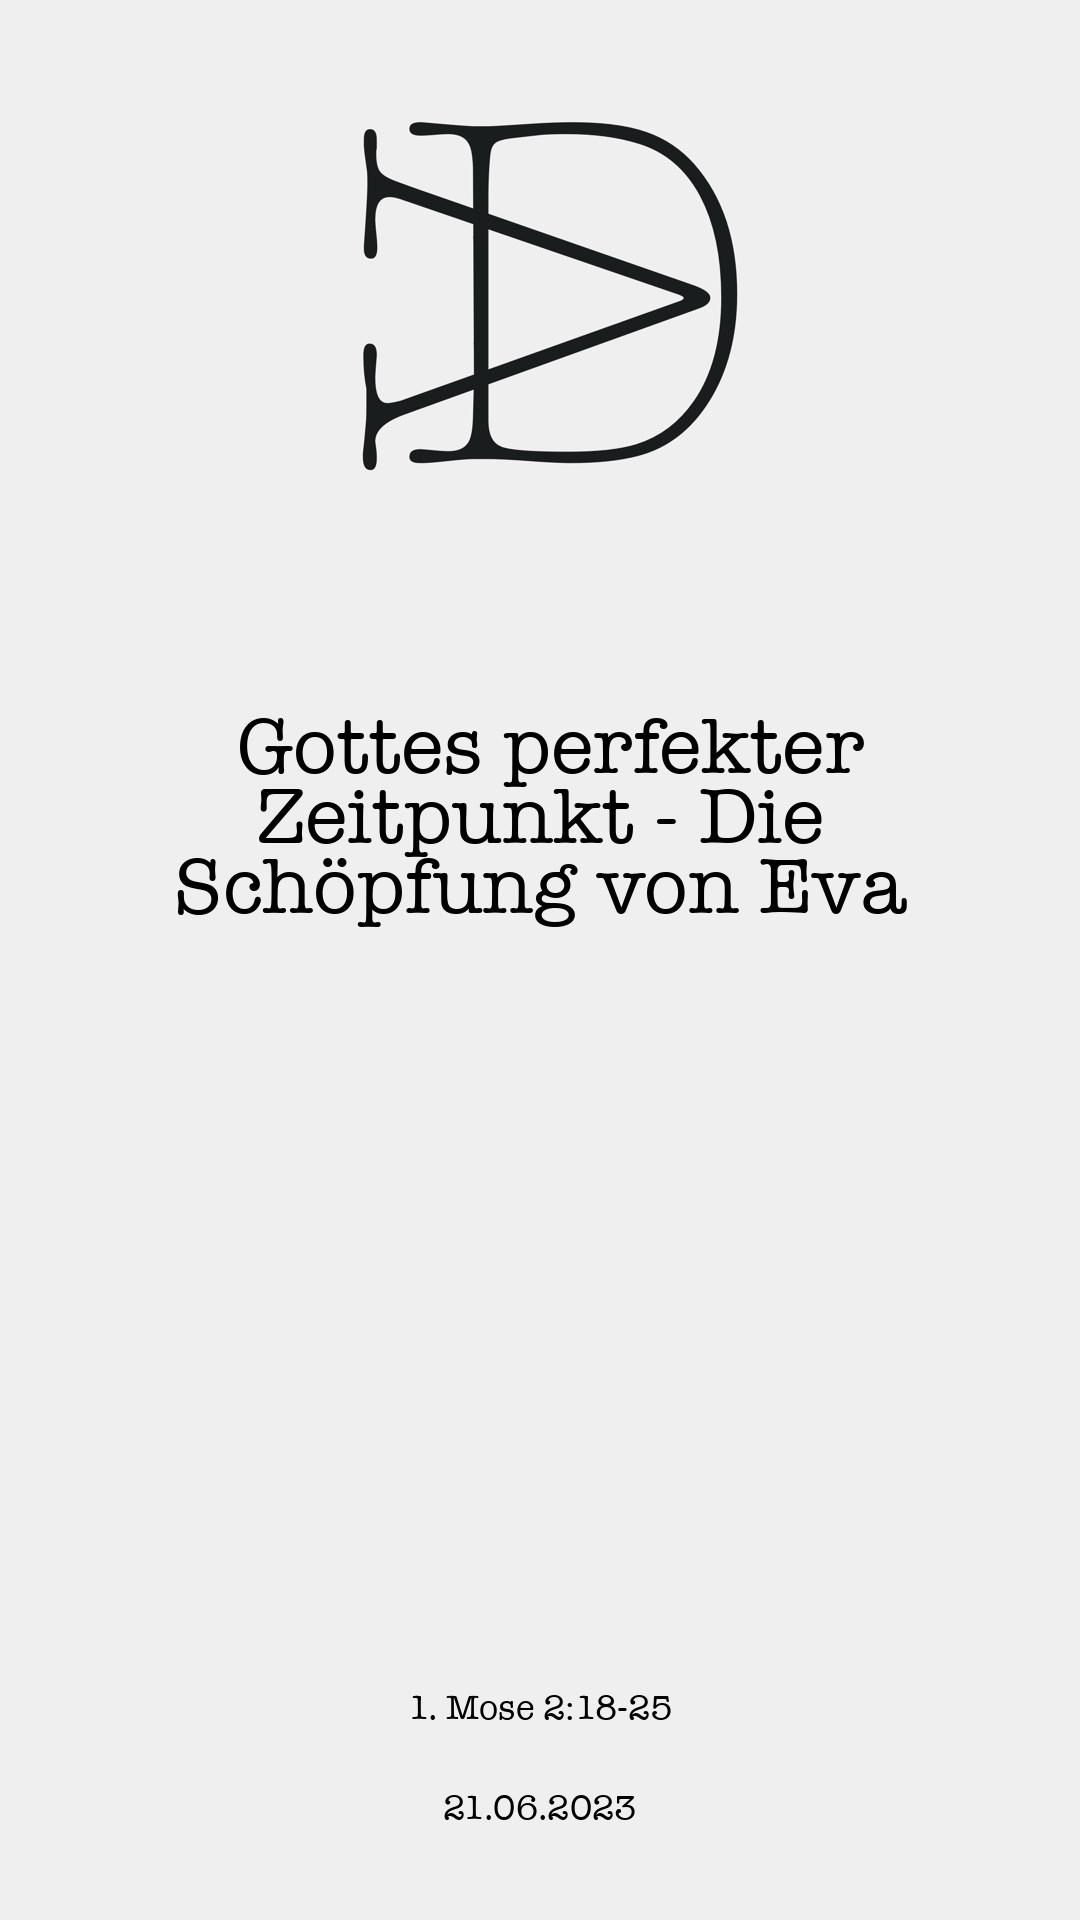 Gottes perfekter
Zeitpunkt - Die
Schöpfung von Eva
1. Mose 2:18-25
21.06.2023